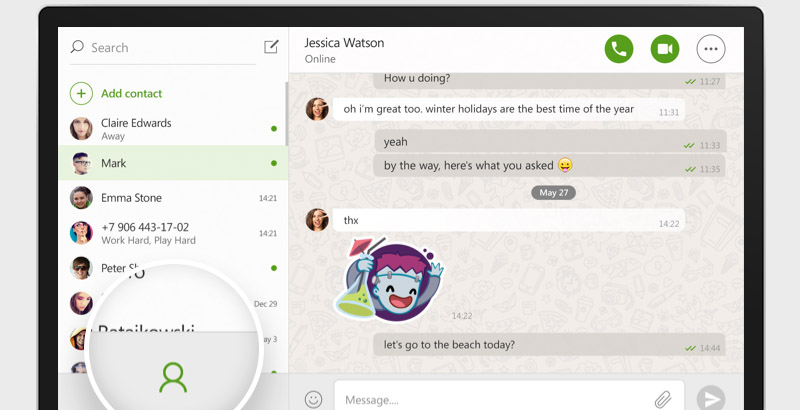 Search
Add contact
Claire Edwards
Away
Mark
Emma Stone
14:21
+7 906 443-17-02
Work Hard, Play Hard
14:21
Peter
Dec 29
Ratajkowski
Jessica Watson
Online
How u doing?
11:27
oh i'm great too. winter holidays are the best time of the year
11:31
yeah
11:33
by the way, here's what you asked 😛
11:35
May 27
thx
14:22
14:22
let's go to the beach today?
14:44
Message....